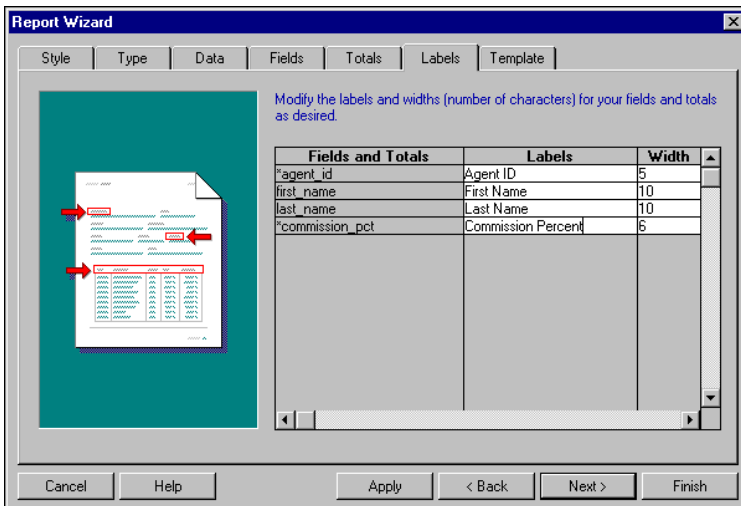 Report Wizard
Style Type Data Fields Totals Labels Template
Modify the labels and widths (number of characters) for your fields and totals
as desired.
Fields and Totals Labels Width
*agent_id Agent ID 5
first_name First Name 10
last_name Last Name 10
*commission_pct Commission Percent 6
Cancel Help Apply < Back Next > Finish